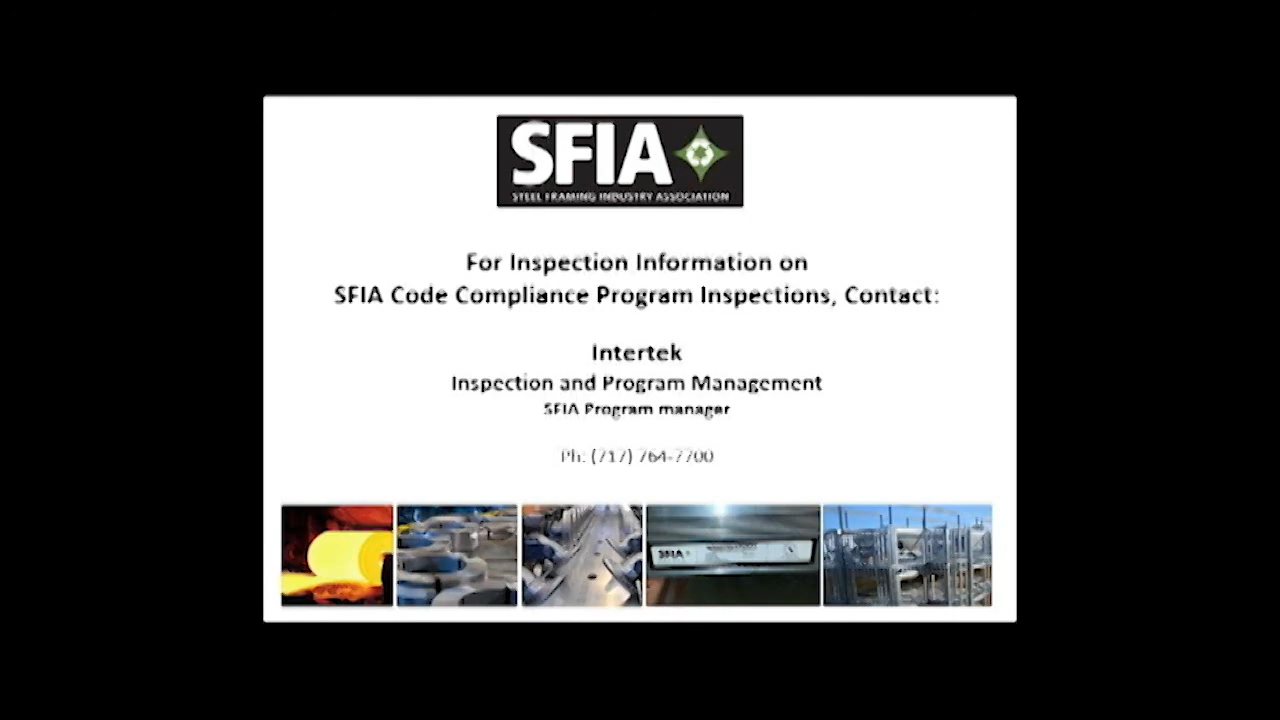 SFIA
STEEL FRAMING INDUSTRY ASSOCIATION
For Inspection Information on
SFIA Code Compliance Program Inspections, Contact:
Intertek
Inspection and Program Management
SFIA Program manager
Ph: (717) 764-7700
SFIA